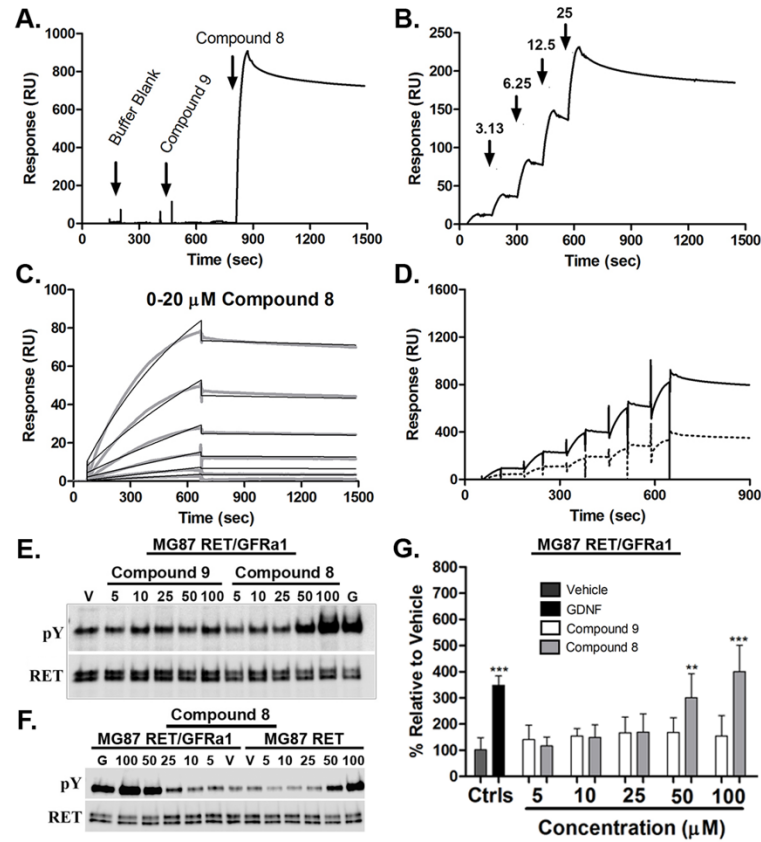 A.
Response (RU)
1000
800
600
400
200
0
Buffer Blank
Compound 9
Compound 8
0 300 600 900 1200 1500
Time (sec)
B.
Response (RU)
250
200
150
100
50
0
3.13
6.25
12.5
25
0 300 600 900 1200 1500
Time (sec)
C.
0-20 μM Compound 8
Response (RU)
100
80
60
40
20
0
0 300 600 900 1200 1500
Time (sec)
D.
Response (RU)
1600
1200
800
400
0
0 300 600 900
Time (sec)
E.
MG87 RET/GFRa1
Compound 9 Compound 8
V 5 10 25 50 100 5 10 25 50 100 G
pY
RET
F.
Compound 8
MG87 RET/GFRa1 MG87 RET
G 100 50 25 10 5 V V 5 10 25 50 100
pY
RET
G.
MG87 RET/GFRa1
% Relative to Vehicle
800
700
600
500
400
300
200
100
0
Vehicle
GDNF
Compound 9
Compound 8
***
**
***
Ctrls 5 10 25 50 100
Concentration (μM)